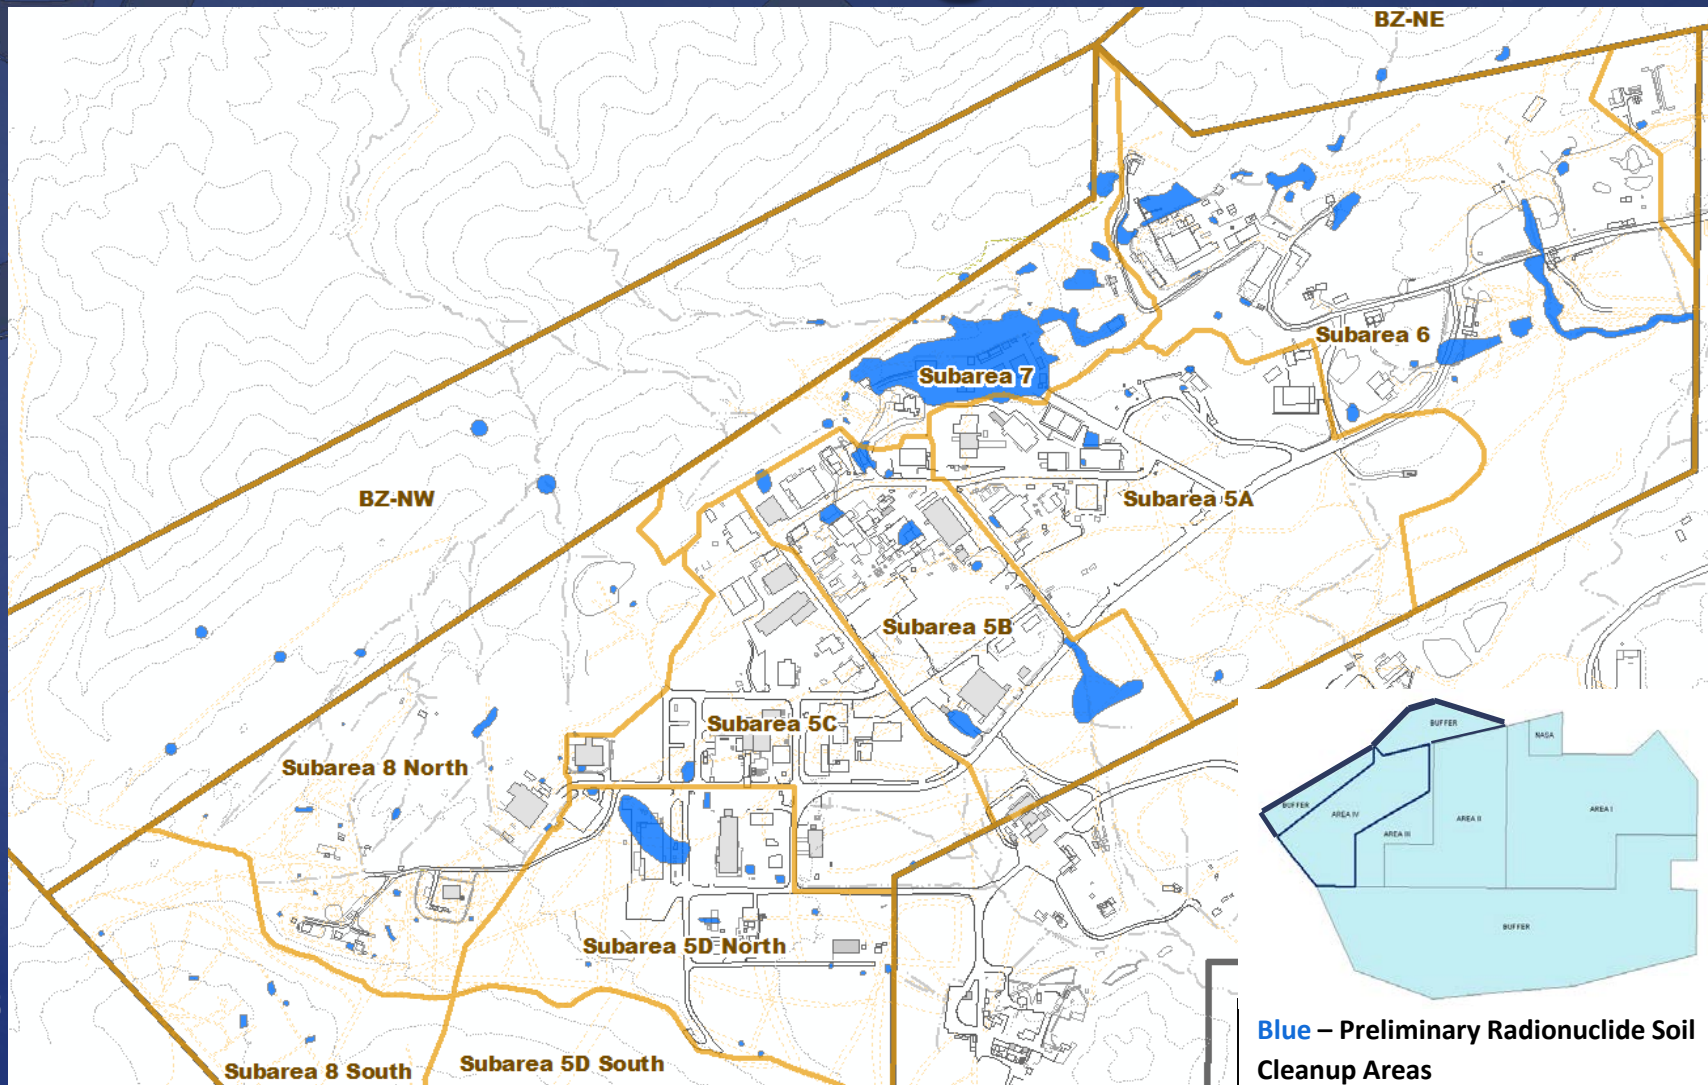 BZ-NE
Subarea 6
Subarea 7
BZ-NW
Subarea 5A
Subarea 5B
Subarea 5C
Subarea 8 North
Subarea 5D North
Subarea 5D South
Subarea 8 South
BUFFER
NASA
BUFFER
AREA IV
AREA III
AREA II
AREA I
BUFFER
Blue – Preliminary Radionuclide Soil
Cleanup Areas